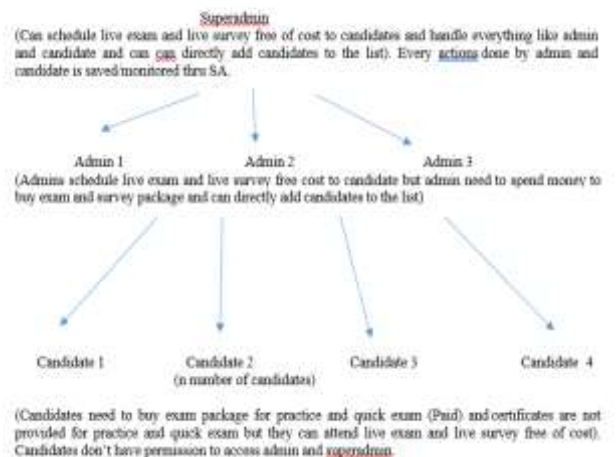 Superadmin
(Can schedule live exam and live survey free of cost to candidates and handle everything like admin
and candidate and can can directly add candidates to the list). Every actions done by admin and
candidate is saved/monitored thru SA.
Admin 1 Admin 2 Admin 3
(Admins schedule live exam and live survey free cost to candidate but admin need to spend money to
buy exam and survey package and can directly add candidates to the list)
Candidate 1 Candidate 2 Candidate 3 Candidate 4
(n number of candidates)
(Candidates need to buy exam package for practice and quick exam (Paid) and certificates are not
provided for practice and quick exam but they can attend live exam and live survey free of cost).
Candidates don't have permission to access admin and superadmin.